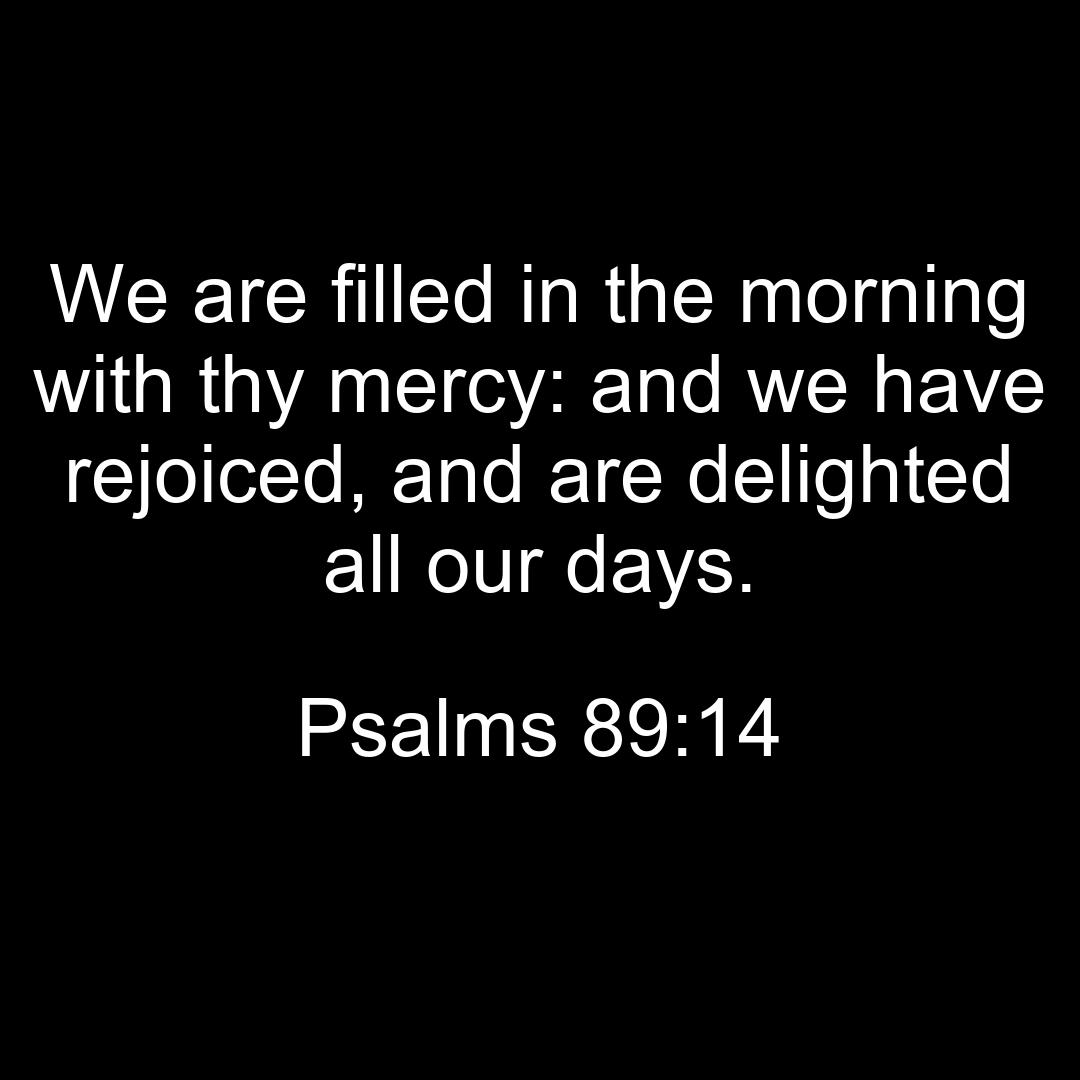 We are filled in the morning
with thy mercy: and we have
rejoiced, and are delighted
all our days.
Psalms 89:14